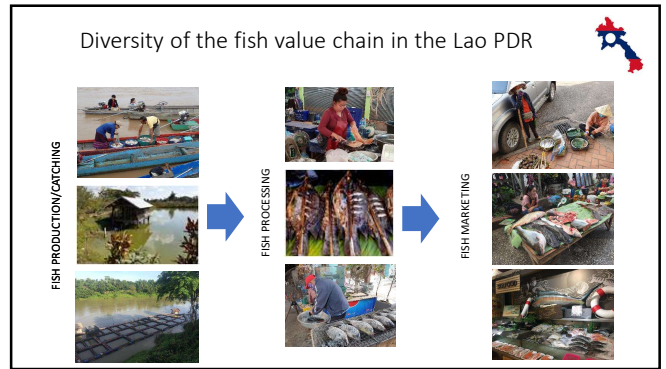 Diversity of the fish value chain in the Lao PDR
FISH PRODUCTION/CATCHING
FISH PROCESSING
FISH MARKETING